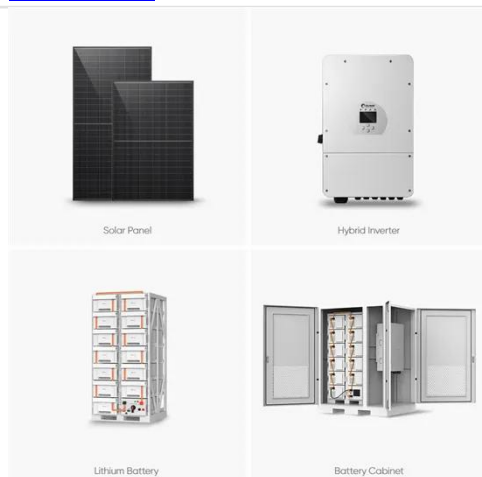 Solar Panel
Hybrid Inverter
Lithium Battery
Battery Cabinet